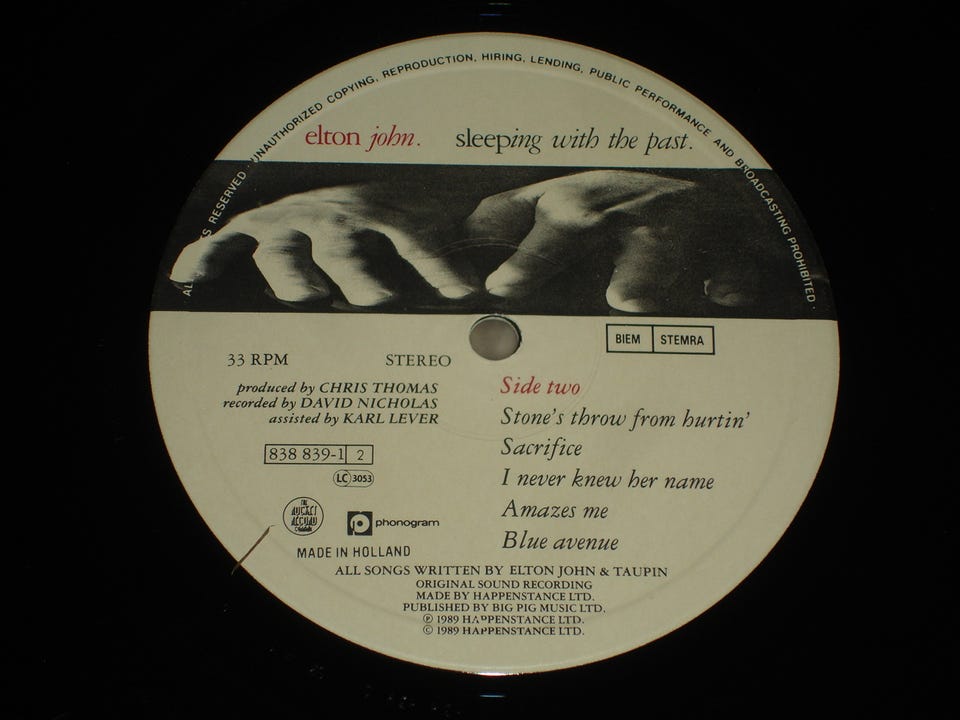 ALL RIGHTS RESERVED. UNAUTHORIZED COPYING, REPRODUCTION, HIRING, LENDING, PUBLIC PERFORMANCE AND BROADCASTING PROHIBITED.
elton john. sleeping with the past.
BIEM STEMRA
33 RPM STEREO
produced by CHRIS THOMAS
recorded by DAVID NICHOLAS
assisted by KARL LEVER
838 839-1 2
LC 3053
THE ROCKET RECORD COMPANY
phonogram
MADE IN HOLLAND
Side two
Stone's throw from hurtin'
Sacrifice
I never knew her name
Amazes me
Blue avenue
ALL SONGS WRITTEN BY ELTON JOHN & TAUPIN
ORIGINAL SOUND RECORDING
MADE BY HAPPENSTANCE LTD.
PUBLISHED BY BIG PIG MUSIC LTD.
℗ 1989 HAPPENSTANCE LTD.
© 1989 HAPPENSTANCE LTD.